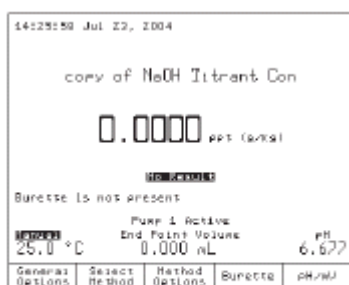 14:25:58 Jul 23, 2004
copy of NaOH Titrant Con
0.0000 ppt (g/kg)
No Result
Burette is not present
Pump 1 Active
Manual End Point Volume pH
25.0 °C 0.000 mL 6.677
General Options Select Method Method Options Burette pH/mV